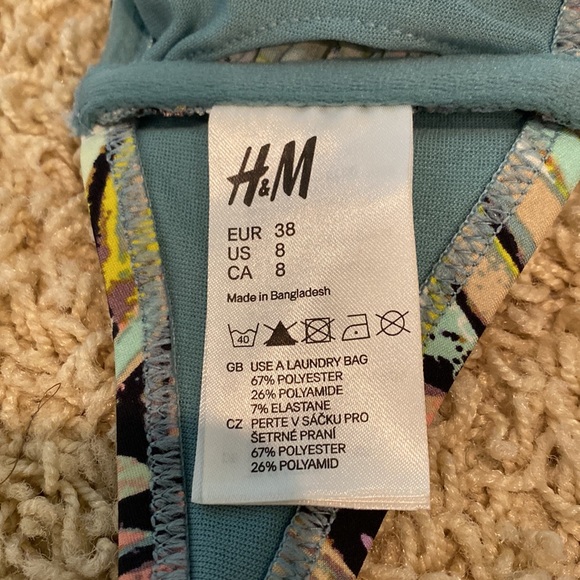 H&M
EUR 38
US 8
CA 8
Made in Bangladesh
40
GB USE A LAUNDRY BAG
67% POLYESTER
26% POLYAMIDE
7% ELASTANE
CZ PERTE V SÁČKU PRO
ŠETRNÉ PRANÍ
67% POLYESTER
26% POLYAMID